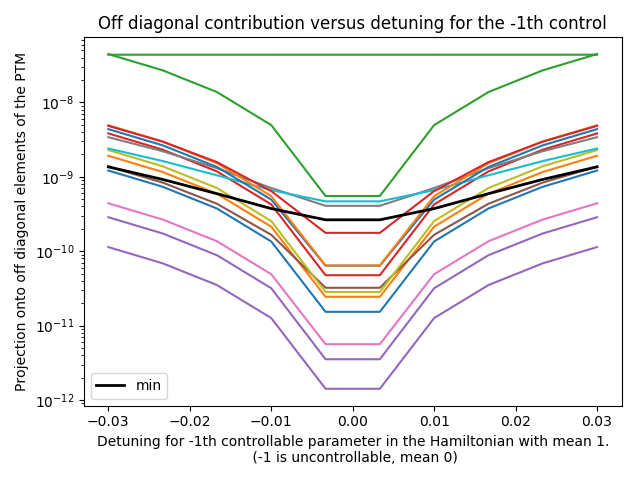 Off diagonal contribution versus detuning for the -1th control
Projection onto off diagonal elements of the PTM
10⁻⁸
10⁻⁹
10⁻¹⁰
10⁻¹¹
10⁻¹²
min
−0.03 −0.02 −0.01 0.00 0.01 0.02 0.03
Detuning for -1th controllable parameter in the Hamiltonian with mean 1.
(-1 is uncontrollable, mean 0)